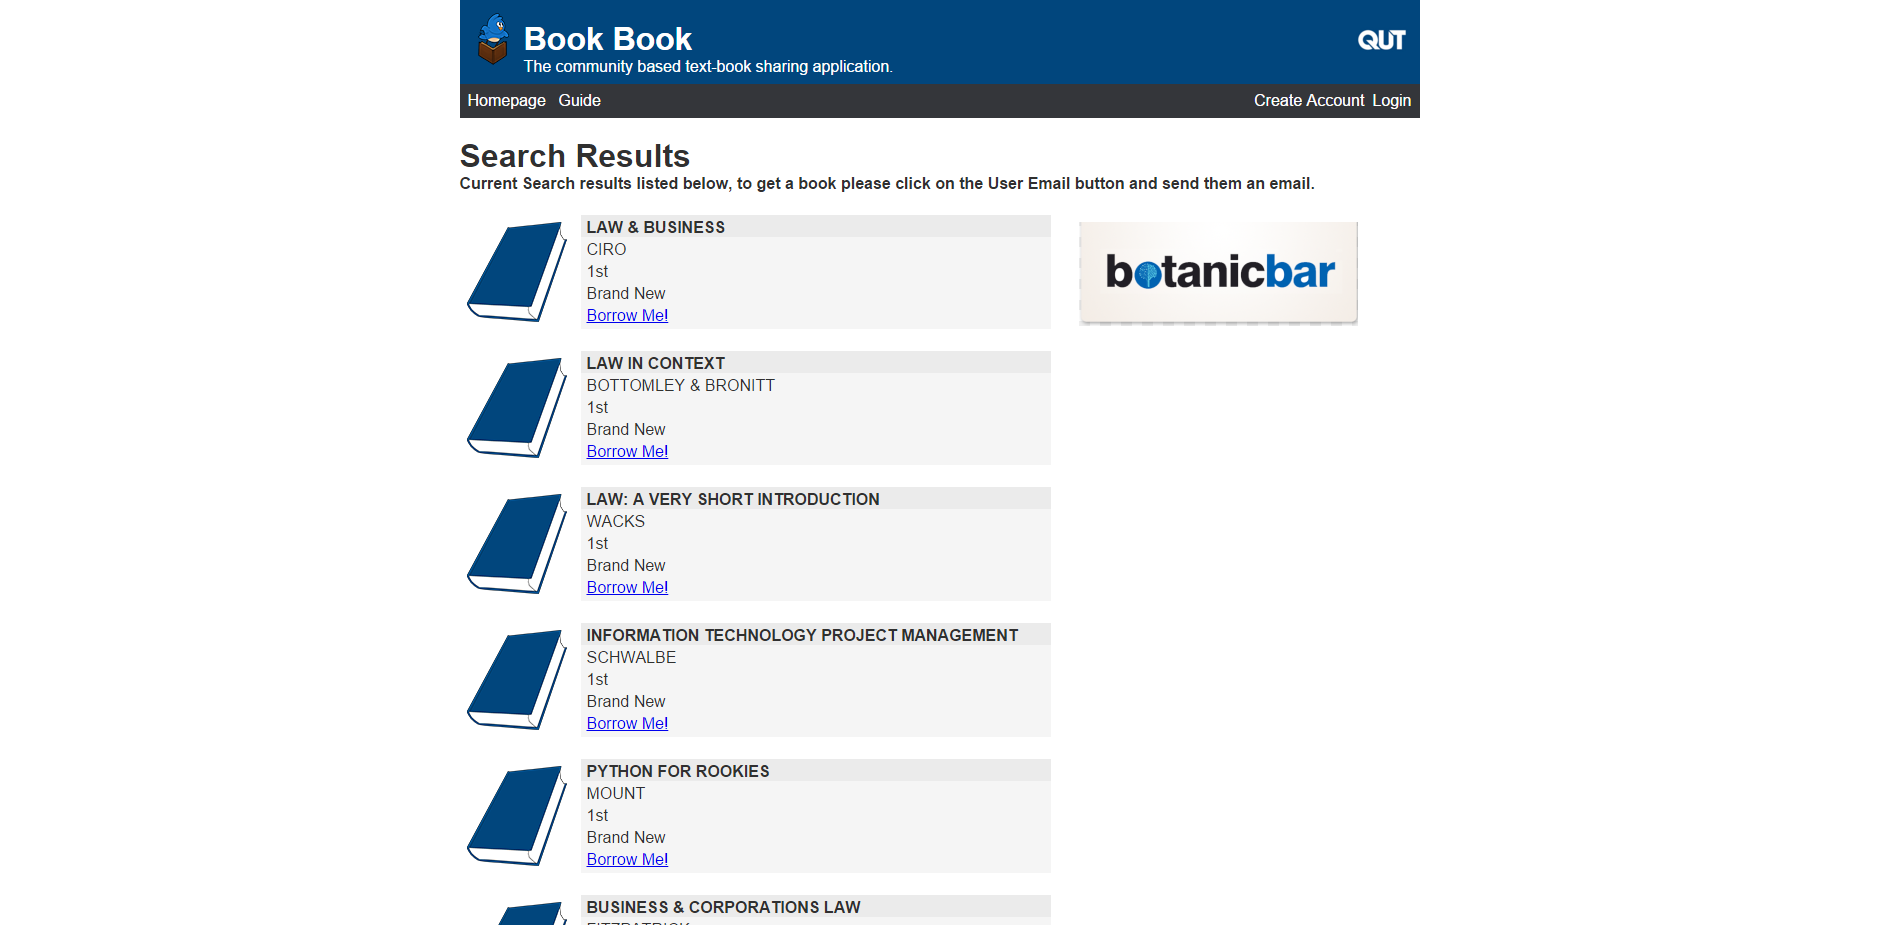 Book Book
The community based text-book sharing application.
QUT
Homepage Guide
Create Account Login
Search Results
Current Search results listed below, to get a book please click on the User Email button and send them an email.
LAW & BUSINESS
CIRO
1st
Brand New
Borrow Me!
botanicbar
LAW IN CONTEXT
BOTTOMLEY & BRONITT
1st
Brand New
Borrow Me!
LAW: A VERY SHORT INTRODUCTION
WACKS
1st
Brand New
Borrow Me!
INFORMATION TECHNOLOGY PROJECT MANAGEMENT
SCHWALBE
1st
Brand New
Borrow Me!
PYTHON FOR ROOKIES
MOUNT
1st
Brand New
Borrow Me!
BUSINESS & CORPORATIONS LAW